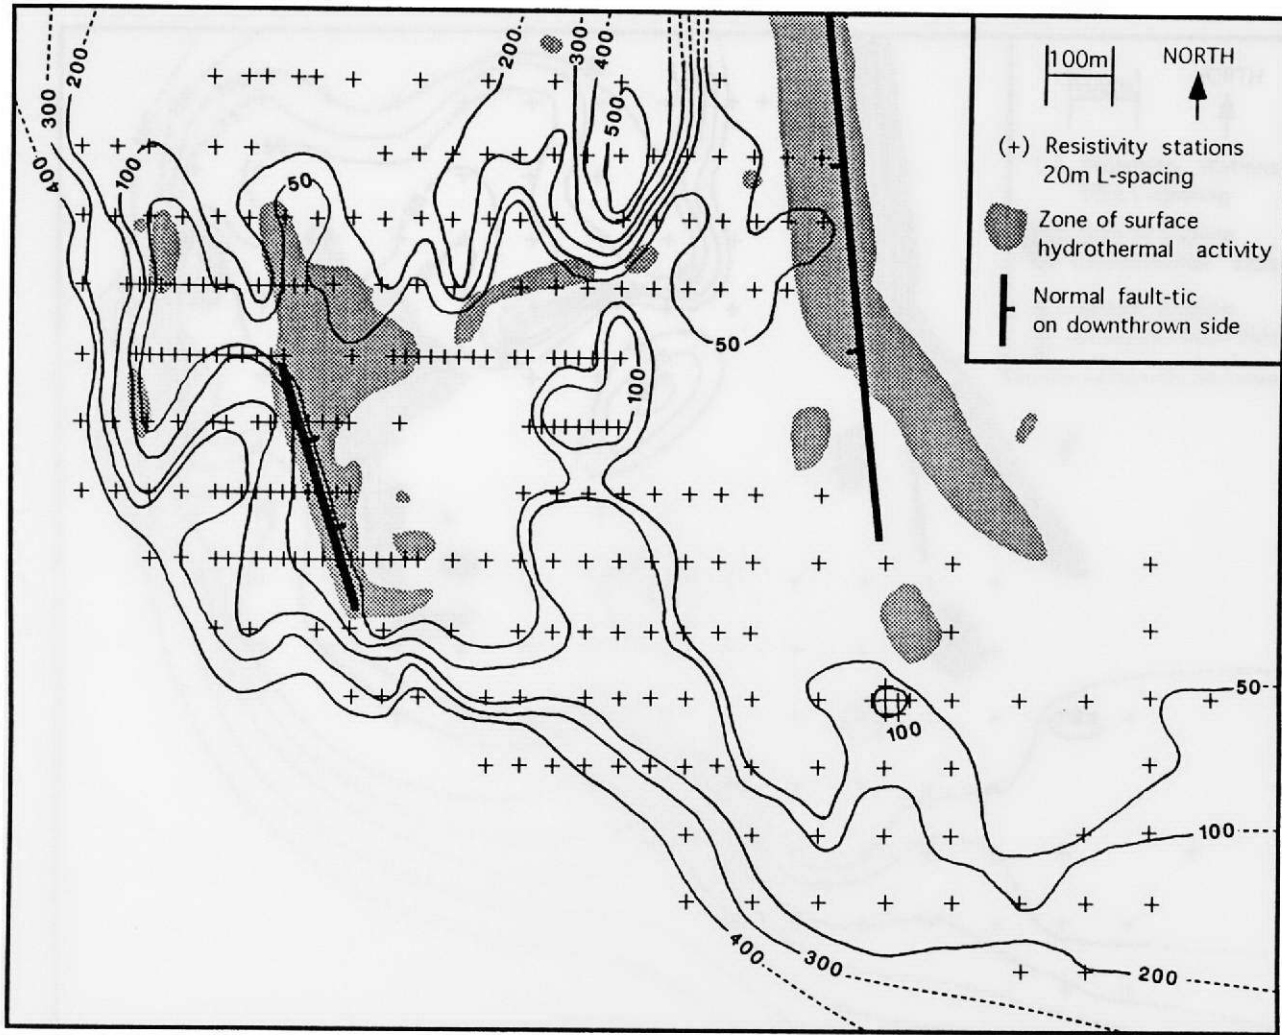 300
200
200
300
400
100m
NORTH
(+) Resistivity stations
20m L-spacing
Zone of surface
hydrothermal activity
Normal fault-tic
on downthrown side
400
100
50
500
50
100
100
50
100
400
300
200